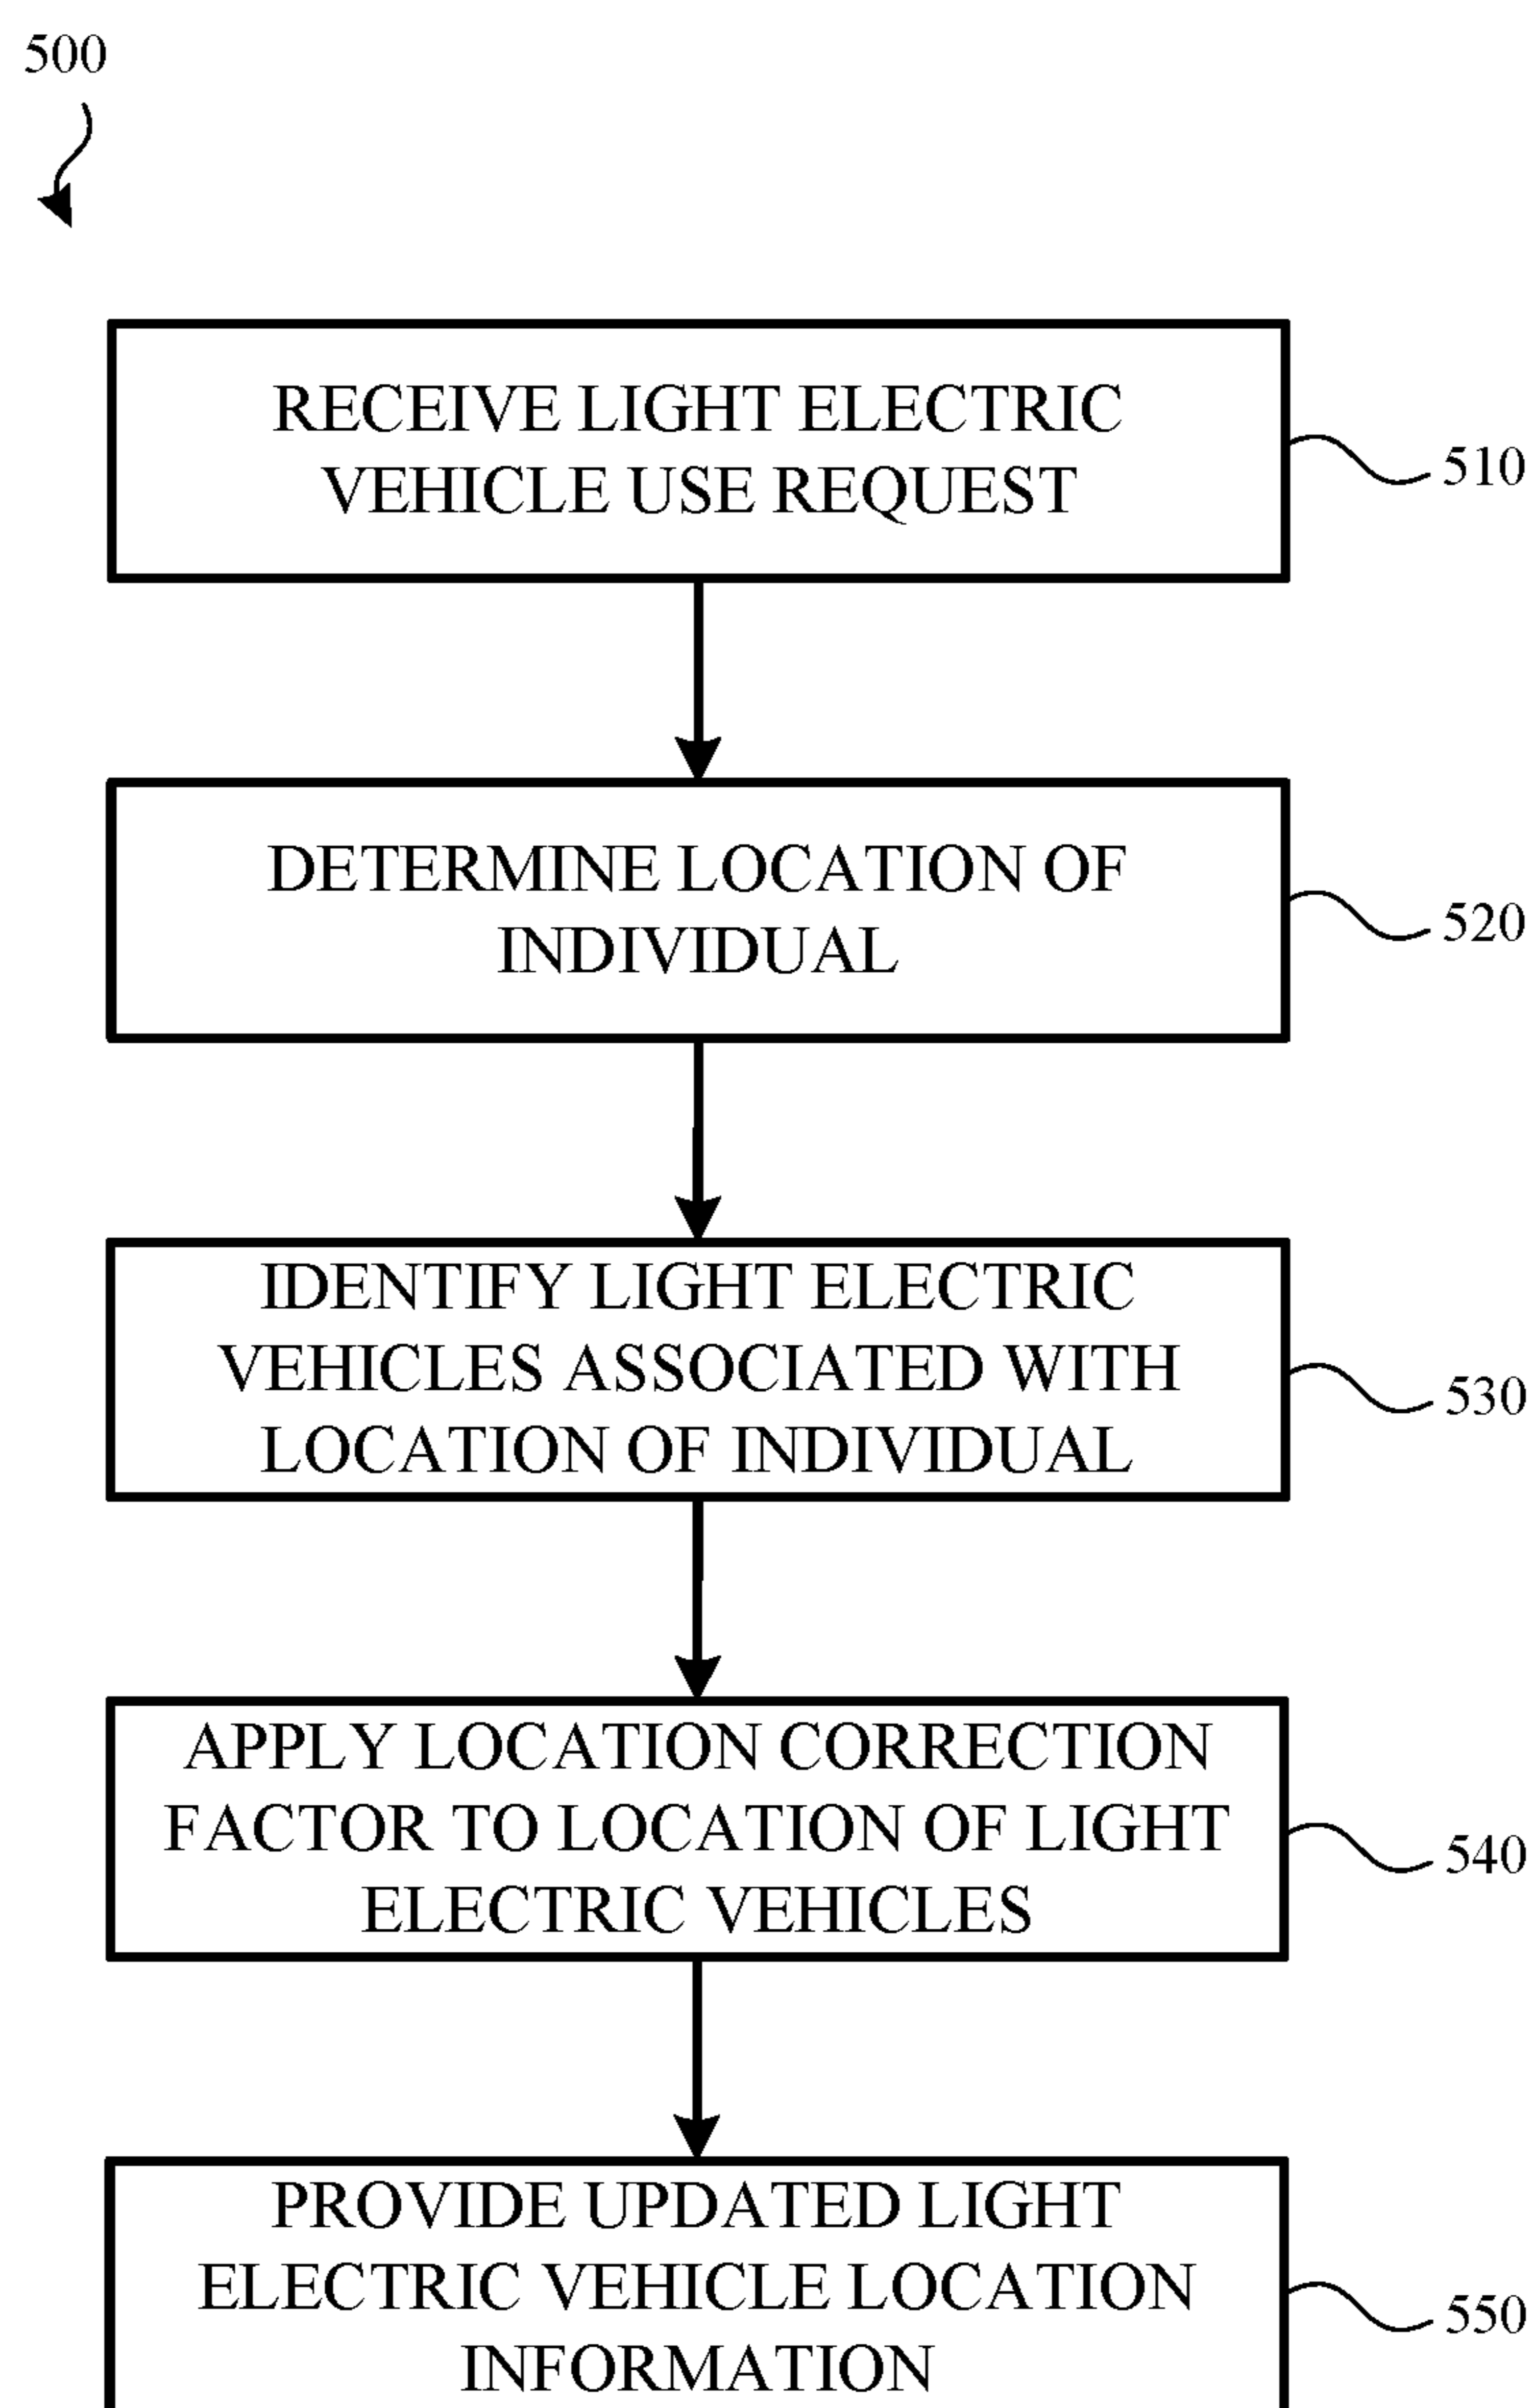 500
RECEIVE LIGHT ELECTRIC
VEHICLE USE REQUEST
510
DETERMINE LOCATION OF
INDIVIDUAL
520
IDENTIFY LIGHT ELECTRIC
VEHICLES ASSOCIATED WITH
LOCATION OF INDIVIDUAL
530
APPLY LOCATION CORRECTION
FACTOR TO LOCATION OF LIGHT
ELECTRIC VEHICLES
540
PROVIDE UPDATED LIGHT
ELECTRIC VEHICLE LOCATION
INFORMATION
550